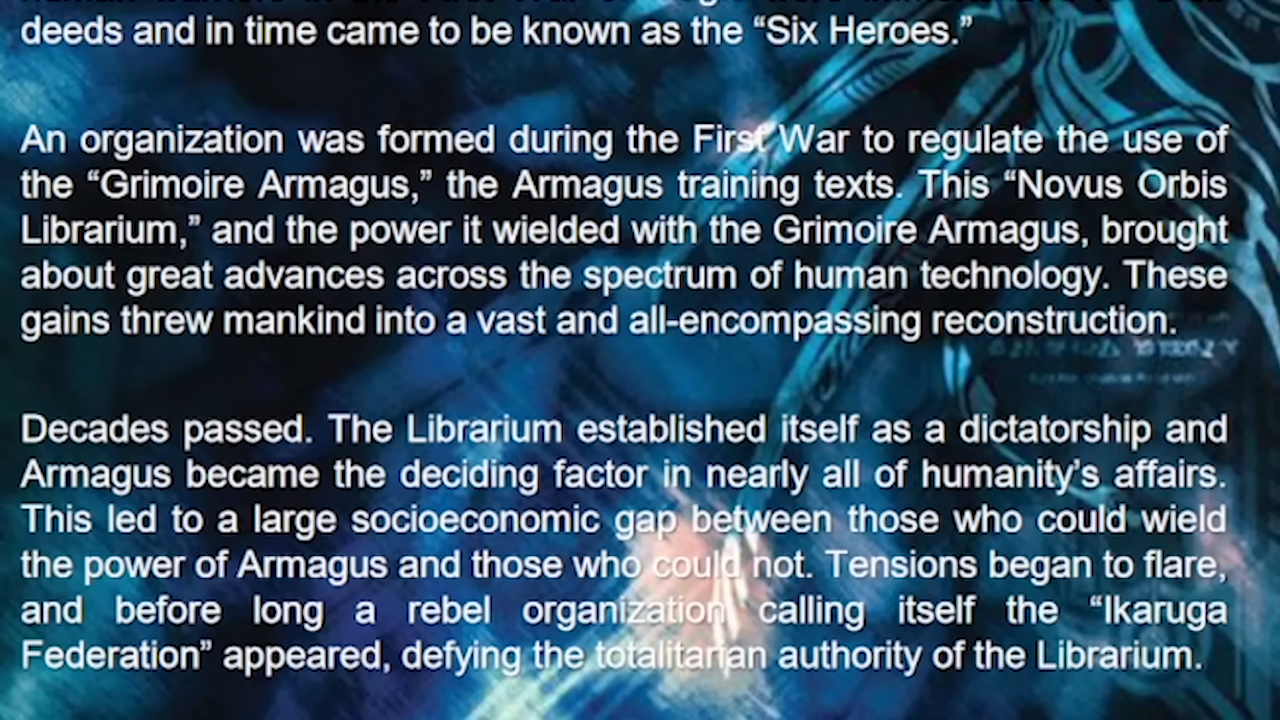 deeds and in time came to be known as the “Six Heroes.”
An organization was formed during the First War to regulate the use of
the “Grimoire Armagus,” the Armagus training texts. This “Novus Orbis
Librarium,” and the power it wielded with the Grimoire Armagus, brought
about great advances across the spectrum of human technology. These
gains threw mankind into a vast and all-encompassing reconstruction.
Decades passed. The Librarium established itself as a dictatorship and
Armagus became the deciding factor in nearly all of humanity’s affairs.
This led to a large socioeconomic gap between those who could wield
the power of Armagus and those who could not. Tensions began to flare,
and before long a rebel organization calling itself the “Ikaruga
Federation” appeared, defying the totalitarian authority of the Librarium.